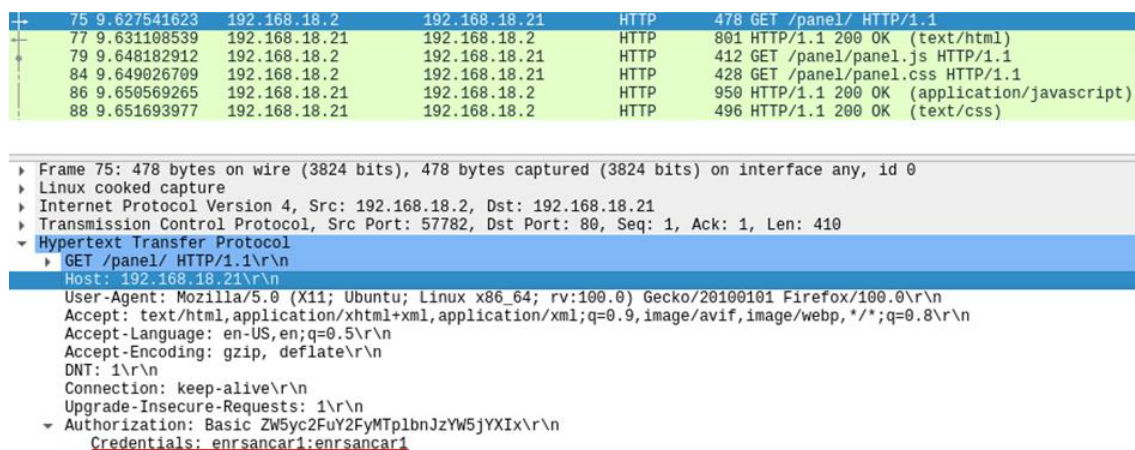 75 9.627541623 192.168.18.2 192.168.18.21 HTTP 478 GET /panel/ HTTP/1.1
77 9.631108539 192.168.18.21 192.168.18.2 HTTP 801 HTTP/1.1 200 OK (text/html)
79 9.648182912 192.168.18.2 192.168.18.21 HTTP 412 GET /panel/panel.js HTTP/1.1
84 9.649026709 192.168.18.2 192.168.18.21 HTTP 428 GET /panel/panel.css HTTP/1.1
86 9.650569265 192.168.18.21 192.168.18.2 HTTP 950 HTTP/1.1 200 OK (application/javascript)
88 9.651693977 192.168.18.21 192.168.18.2 HTTP 496 HTTP/1.1 200 OK (text/css)
Frame 75: 478 bytes on wire (3824 bits), 478 bytes captured (3824 bits) on interface any, id 0
Linux cooked capture
Internet Protocol Version 4, Src: 192.168.18.2, Dst: 192.168.18.21
Transmission Control Protocol, Src Port: 57782, Dst Port: 80, Seq: 1, Ack: 1, Len: 410
Hypertext Transfer Protocol
GET /panel/ HTTP/1.1\r\n
Host: 192.168.18.21\r\n
User-Agent: Mozilla/5.0 (X11; Ubuntu; Linux x86_64; rv:100.0) Gecko/20100101 Firefox/100.0\r\n
Accept: text/html,application/xhtml+xml,application/xml;q=0.9,image/avif,image/webp,*/*;q=0.8\r\n
Accept-Language: en-US,en;q=0.5\r\n
Accept-Encoding: gzip, deflate\r\n
DNT: 1\r\n
Connection: keep-alive\r\n
Upgrade-Insecure-Requests: 1\r\n
Authorization: Basic ZW5yc2FuY2FyMTplbnJzYW5jYXIx\r\n
Credentials: enrsancar1:enrsancar1